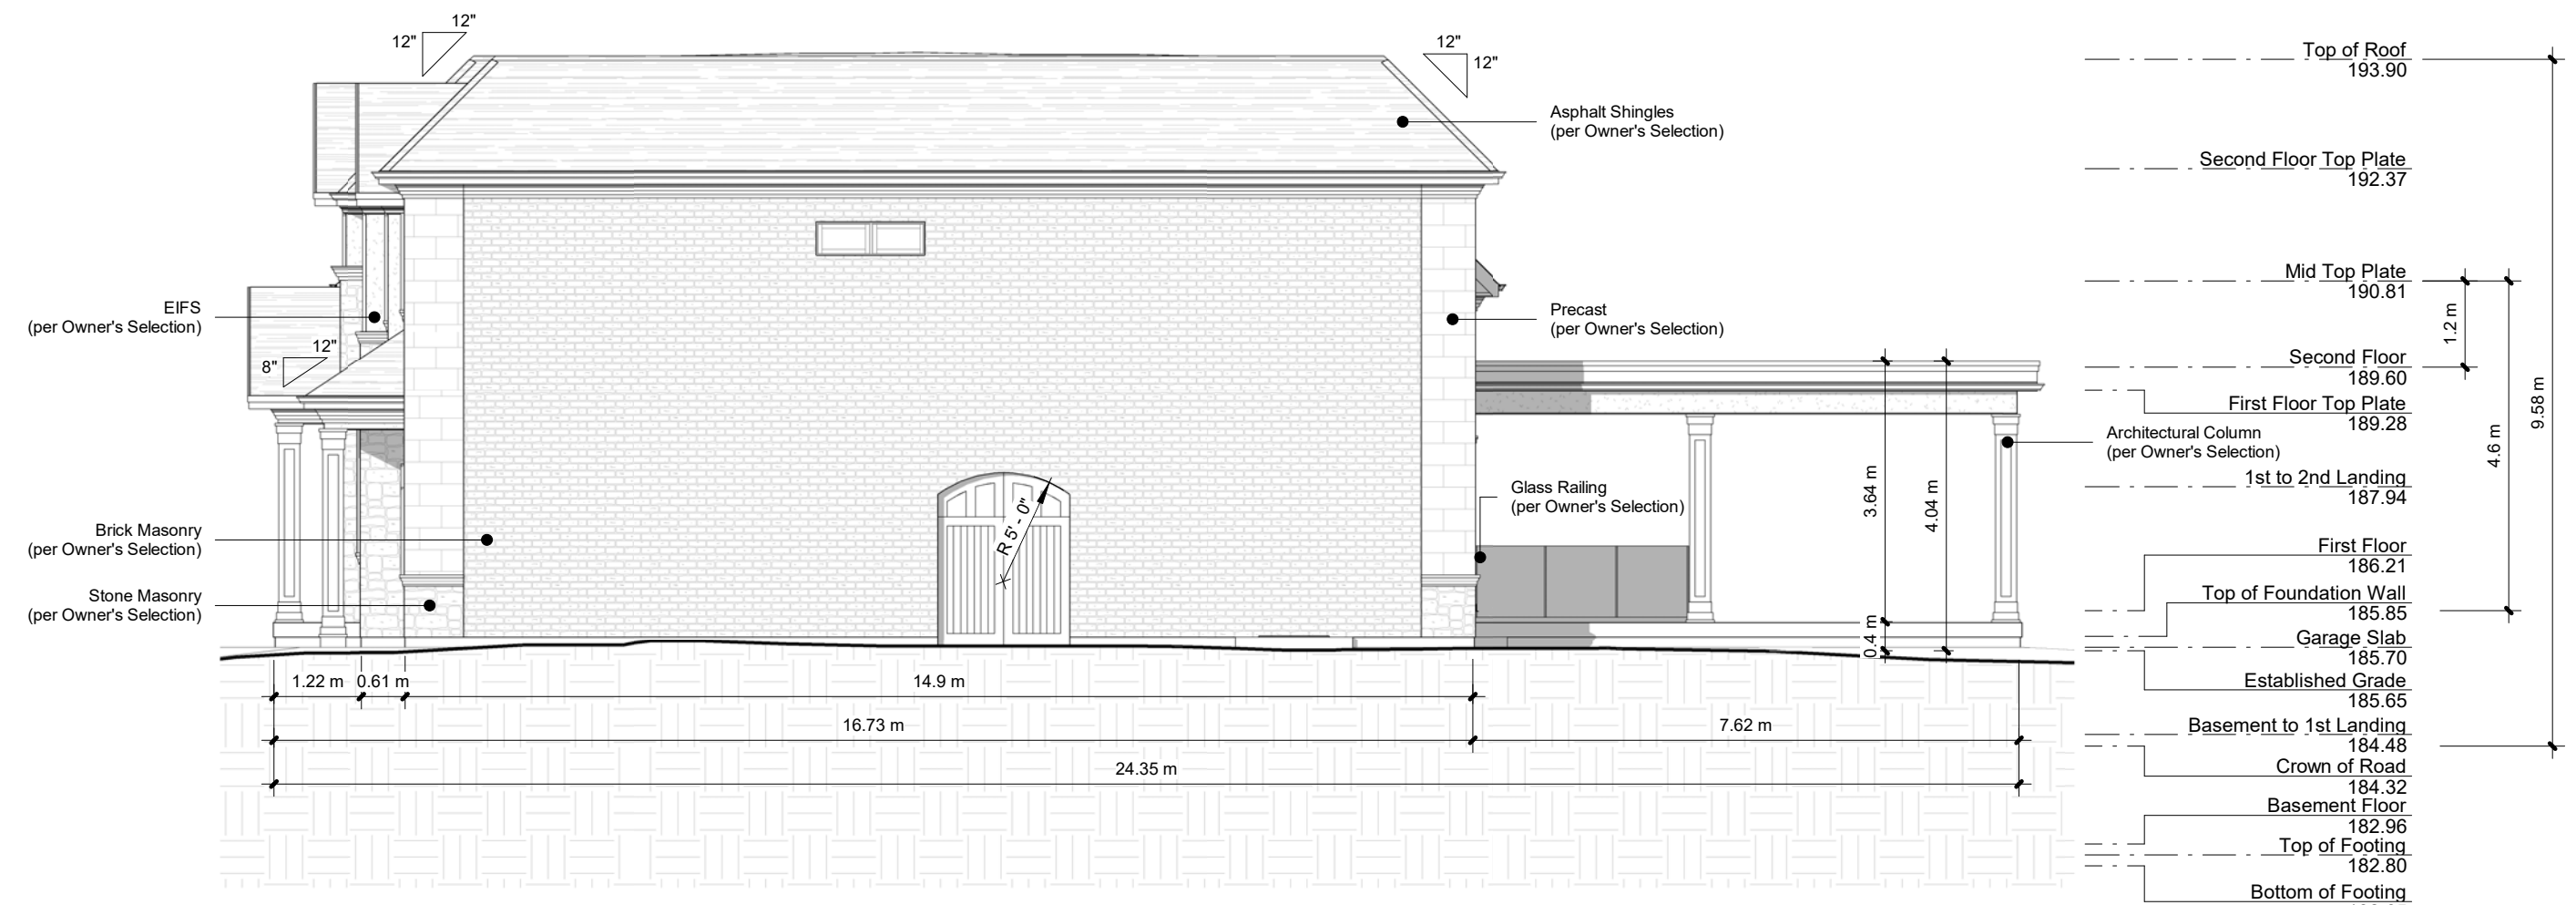 12"
12"
12"
12"
Asphalt Shingles
(per Owner's Selection)
EIFS
(per Owner's Selection)
12"
8"
Precast
(per Owner's Selection)
Architectural Column
(per Owner's Selection)
Glass Railing
(per Owner's Selection)
R 5' - 0"
Brick Masonry
(per Owner's Selection)
Stone Masonry
(per Owner's Selection)
3.64 m
4.04 m
0.4 m
1.22 m
0.61 m
14.9 m
16.73 m
7.62 m
24.35 m
Top of Roof
193.90
Second Floor Top Plate
192.37
Mid Top Plate
190.81
Second Floor
189.60
First Floor Top Plate
189.28
1st to 2nd Landing
187.94
First Floor
186.21
Top of Foundation Wall
185.85
Garage Slab
185.70
Established Grade
185.65
Basement to 1st Landing
184.48
Crown of Road
184.32
Basement Floor
182.96
Top of Footing
182.80
Bottom of Footing
1.2 m
4.6 m
9.58 m